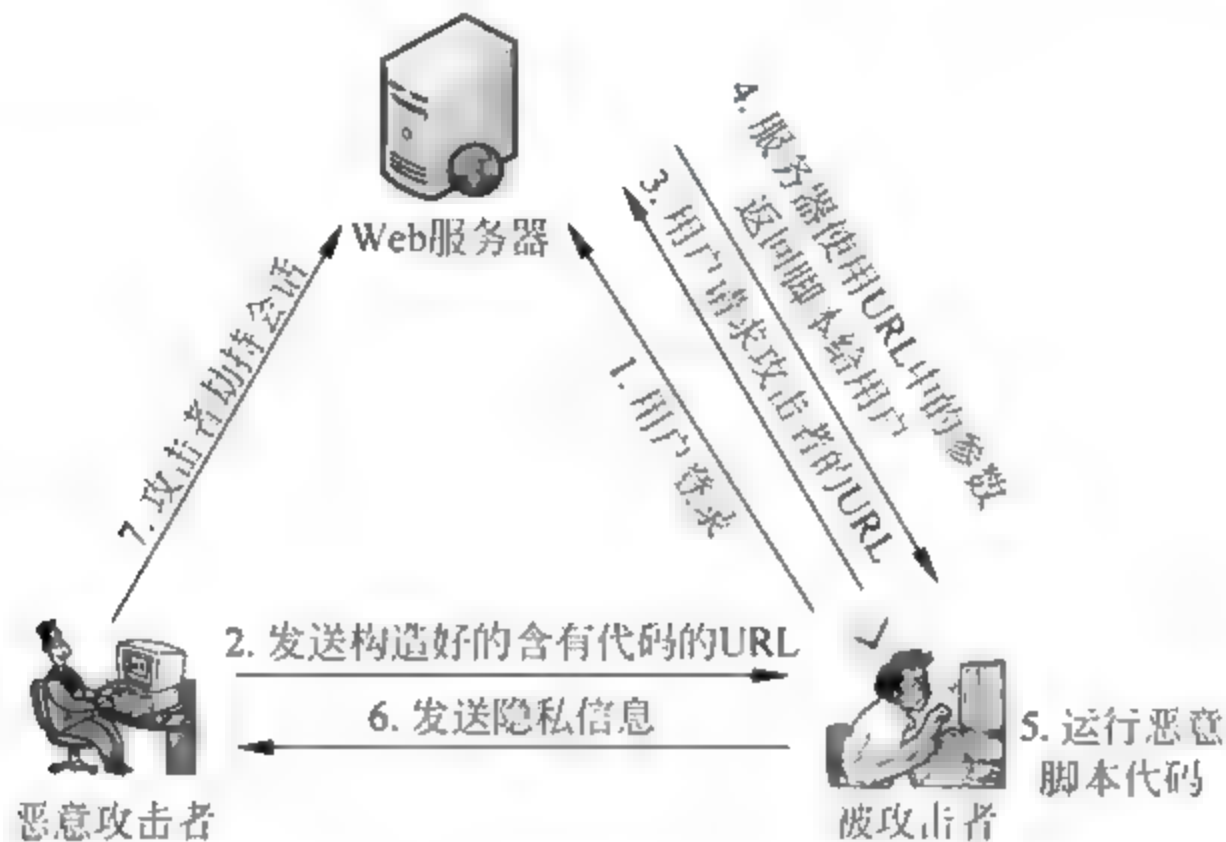 Web服务器
4. 服务器使用URL中的参数
返回脚本给用户
3. 用户请求攻击者的URL
1. 用户登录
7. 攻击者劫持会话
2. 发送构造好的含有代码的URL
6. 发送隐私信息
5. 运行恶意
脚本代码
恶意攻击者
被攻击者